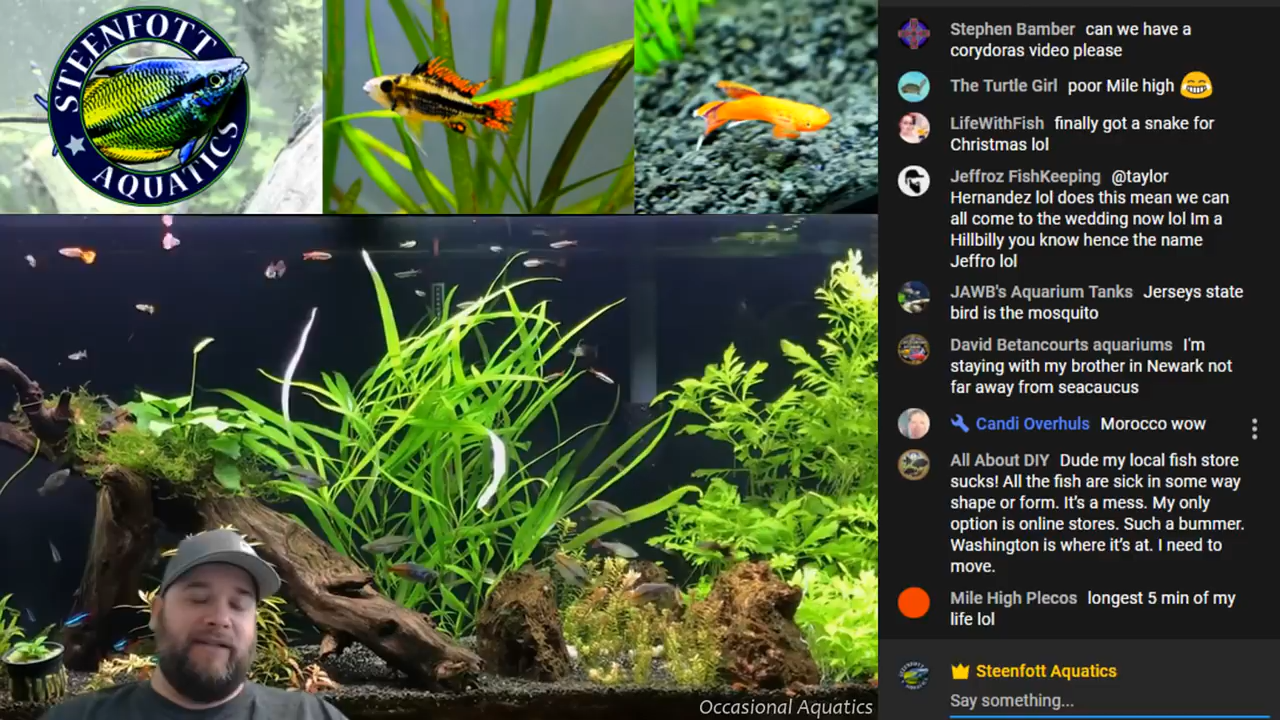 STEENFOTT
AQUATICS
Stephen Bamber can we have a
corydoras video please
The Turtle Girl poor Mile high
LifeWithFish finally got a snake for
Christmas lol
Jeffroz FishKeeping @taylor
Hernandez lol does this mean we can
all come to the wedding now lol Im a
Hillbilly you know hence the name
Jeffro lol
JAWB's Aquarium Tanks Jerseys state
bird is the mosquito
David Betancourts aquariums I'm
staying with my brother in Newark not
far away from seacaucus
Candi Overhuls Morocco wow
All About DIY Dude my local fish store
sucks! All the fish are sick in some way
shape or form. It's a mess. My only
option is online stores. Such a bummer.
Washington is where it's at. I need to
move.
Mile High Plecos longest 5 min of my
life lol
Steenfott Aquatics
Say something...
Occasional Aquatics